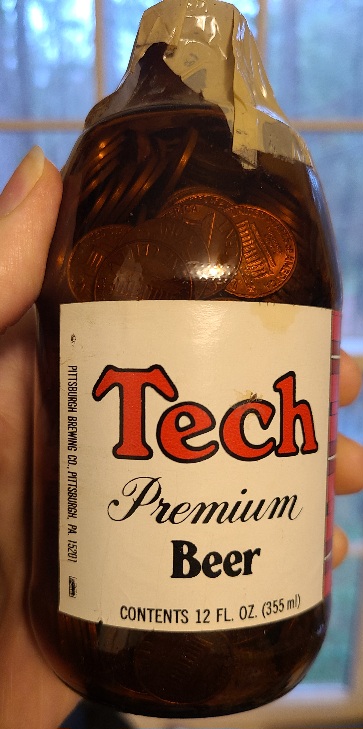 Tech
Premium
Beer
CONTENTS 12 FL. OZ. (355 ml)
PITTSBURGH BREWING CO., PITTSBURGH, PA. 15201